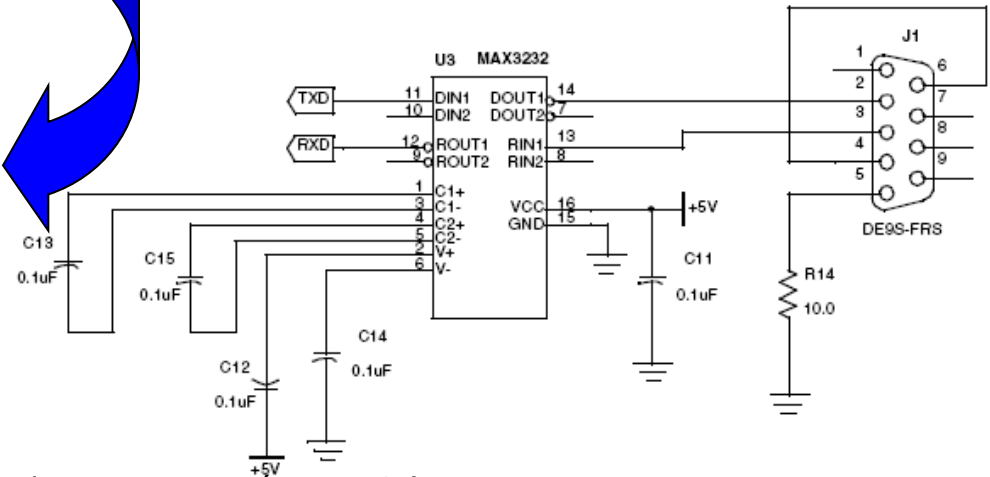 U3 MAX3232
J1
TXD
RXD
11 DIN1 DOUT1 14
10 DIN2 DOUT2 7
12 ROUT1 RIN1 13
9 ROUT2 RIN2 8
1 C1+
3 C1-
4 C2+
5 C2-
2 V+
6 V-
VCC 16
GND 15
+5V
1
2
3
4
5
6
7
8
9
DE9S-FRS
C13
0.1uF
C15
0.1uF
C11
0.1uF
R14
10.0
C14
0.1uF
C12
0.1uF
+5V